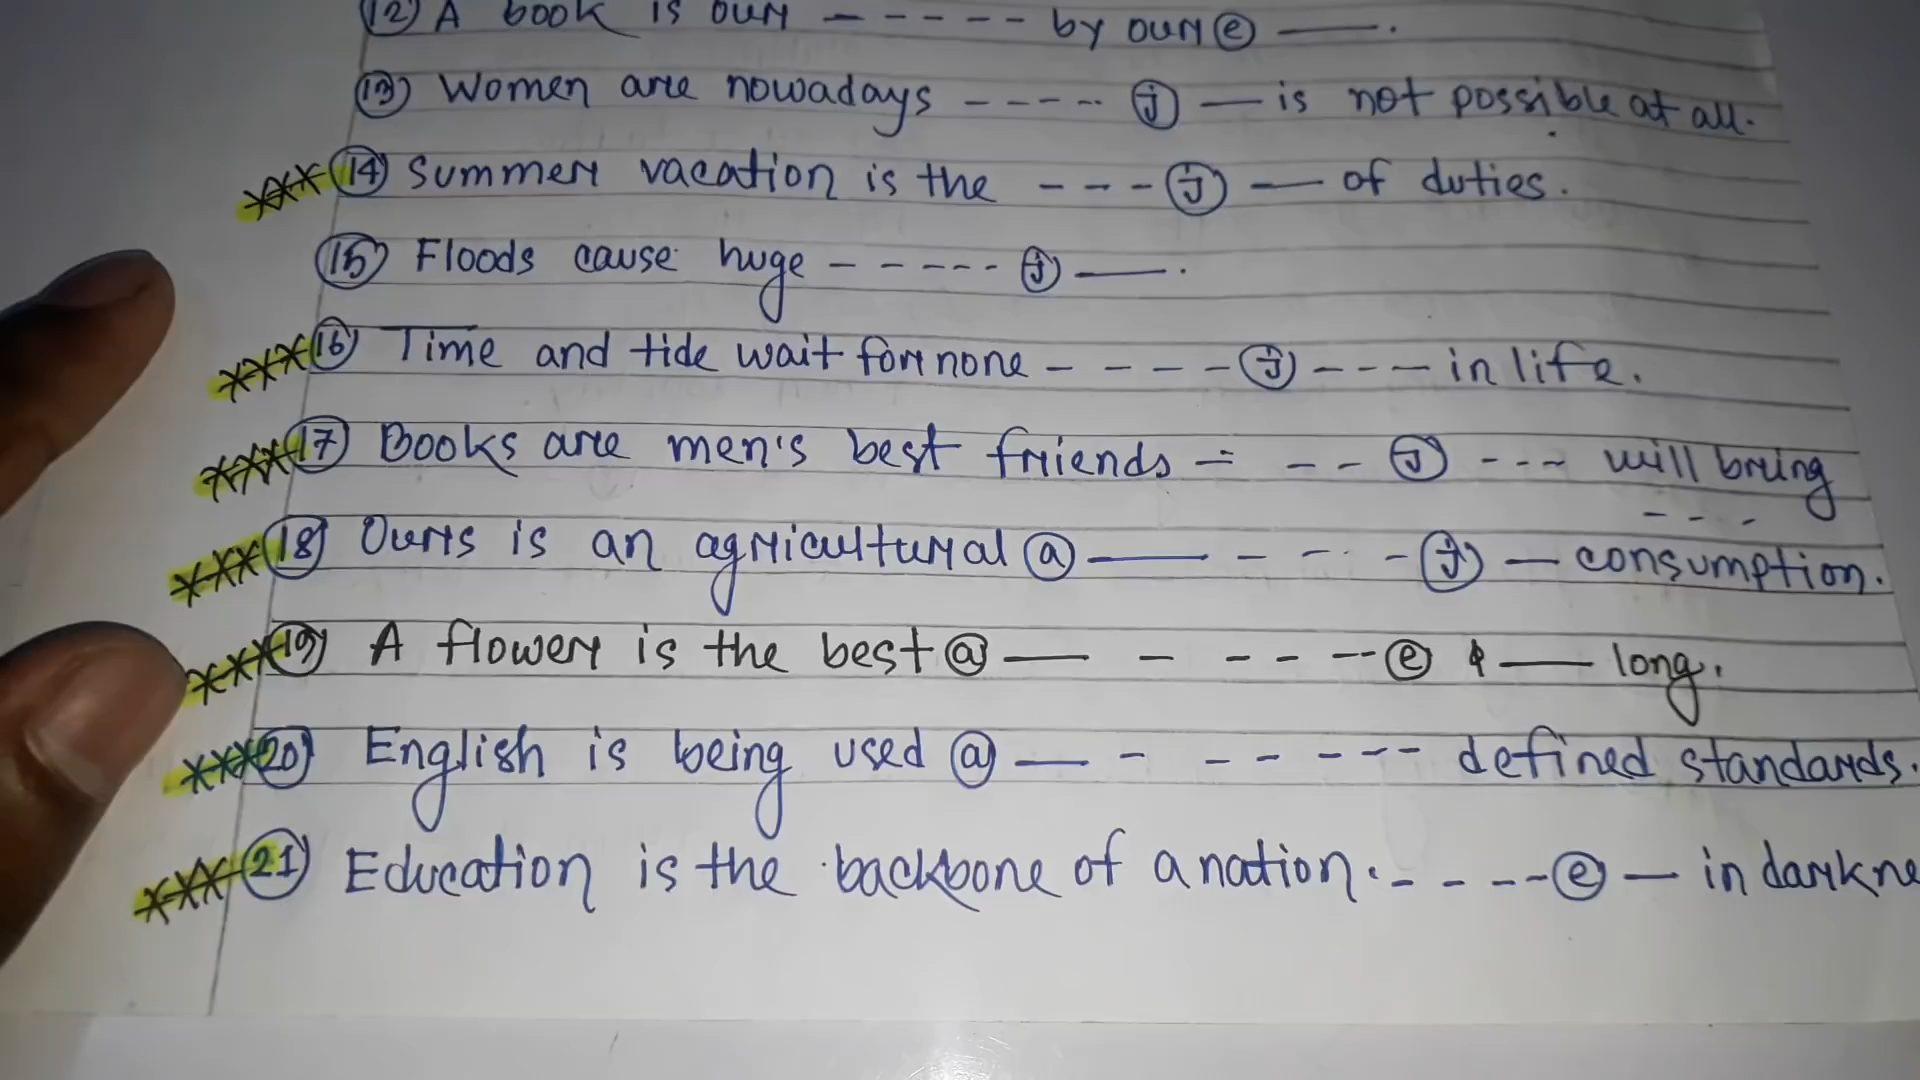 (12) A book is our ----- by our (e) —.
(13) Women are nowadays ----- (j) — is not possible at all.
*** (14) Summer vacation is the --- (j) — of duties.
(15) Floods cause huge ----- (j) —.
*** (16) Time and tide wait for none ---- (j) --- in life.
*** (17) Books are men's best friends --- (j) --- will bring
---
*** (18) Ours is an agricultural (a) — --- (j) — consumption.
*** (19) A flower is the best (a) — ---- (e) — long.
*** (20) English is being used (a) — ------ defined standards.
*** (21) Education is the backbone of a nation. ---- (e) — in darkne